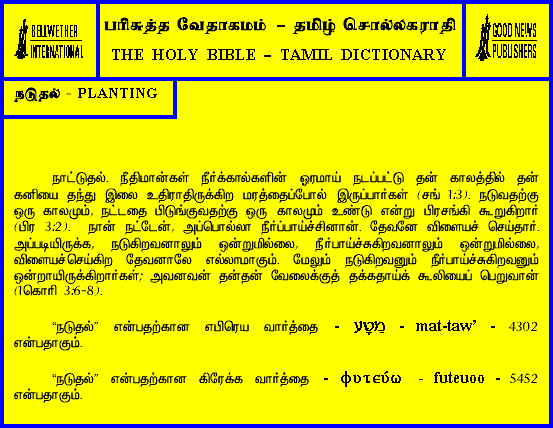 BELLWETHER
INTERNATIONAL
பரிசுத்த வேதாகமம் – தமிழ் சொல்லகராதி
THE HOLY BIBLE – TAMIL DICTIONARY
GOOD NEWS
PUBLISHERS
நடுதல் - PLANTING
நாட்டுதல். நீதிமான்கள் நீர்க்கால்களின் ஓரமாய் நடப்பட்டு தன் காலத்தில் தன்
கனியை தந்து இலை உதிராதிருக்கிற மரத்தைப்போல் இருப்பார்கள் (சங் 1:3). நடுவதற்கு
ஒரு காலமும், நட்டதை பிடுங்குவதற்கு ஒரு காலமும் உண்டு என்று பிரசங்கி கூறுகிறார்
(பிர 3:2). நான் நட்டேன், அப்பொல்லா நீர்ப்பாய்ச்சினான். தேவனே விளையச் செய்தார்.
அப்படியிருக்க, நடுகிறவனாலும் ஒன்றுமில்லை, நீர்பாய்ச்சுகிறவனாலும் ஒன்றுமில்லை,
விளையச்செய்கிற தேவனாலே எல்லாமாகும். மேலும் நடுகிறவனும் நீர்பாய்ச்சுகிறவனும்
ஒன்றாயிருக்கிறார்கள்; அவனவன் தன்தன் வேலைக்குத் தக்கதாய்க் கூலியைப் பெறுவான்
(1கொரி 3:6-8).
“நடுதல்” என்பதற்கான எபிரெய வார்த்தை - מַטָּע - mat-taw’ - 4302
என்பதாகும்.
“நடுதல்” என்பதற்கான கிரேக்க வார்த்தை - φυτεύω - futeuoo - 5452
என்பதாகும்.